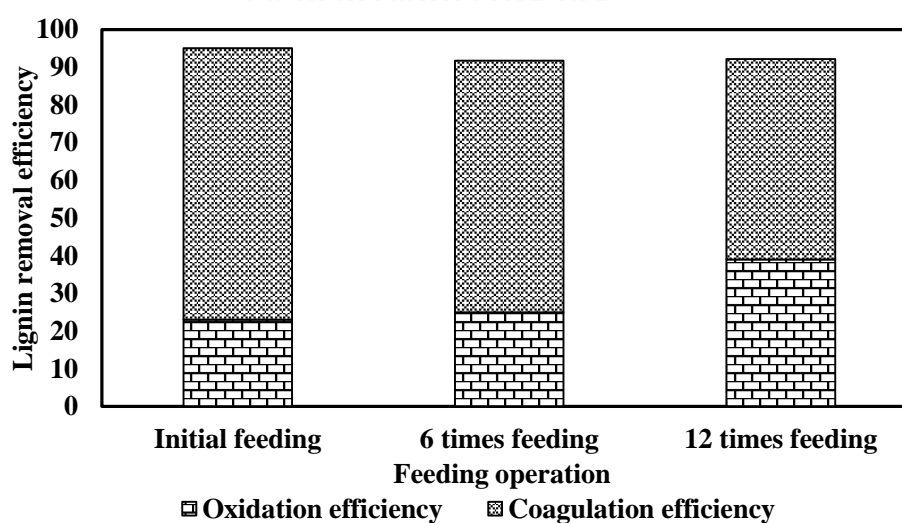 Lignin removal efficiency
100
90
80
70
60
50
40
30
20
10
0
Initial feeding 6 times feeding 12 times feeding
Feeding operation
Oxidation efficiency Coagulation efficiency